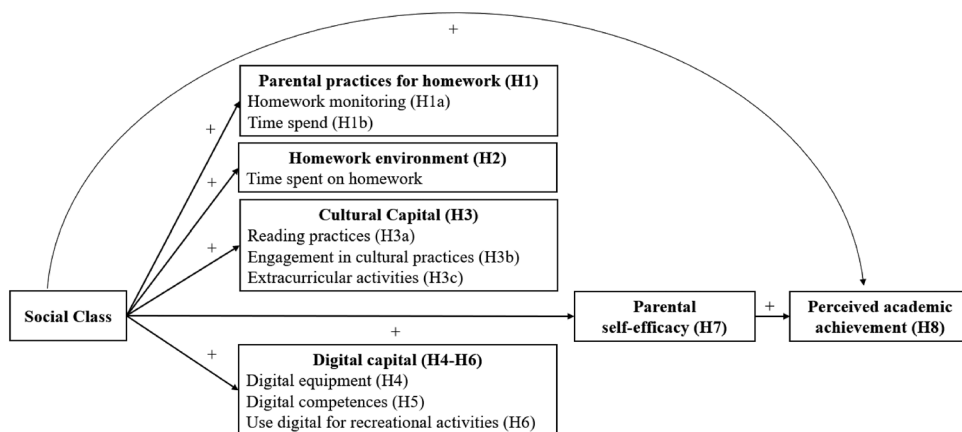 +
Parental practices for homework (H1)
Homework monitoring (H1a)
Time spend (H1b)
+
Homework environment (H2)
Time spent on homework
+
Cultural Capital (H3)
Reading practices (H3a)
Engagement in cultural practices (H3b)
Extracurricular activities (H3c)
+
Social Class
+
Parental
self-efficacy (H7)
+
Perceived academic
achievement (H8)
+
Digital capital (H4-H6)
Digital equipment (H4)
Digital competences (H5)
Use digital for recreational activities (H6)